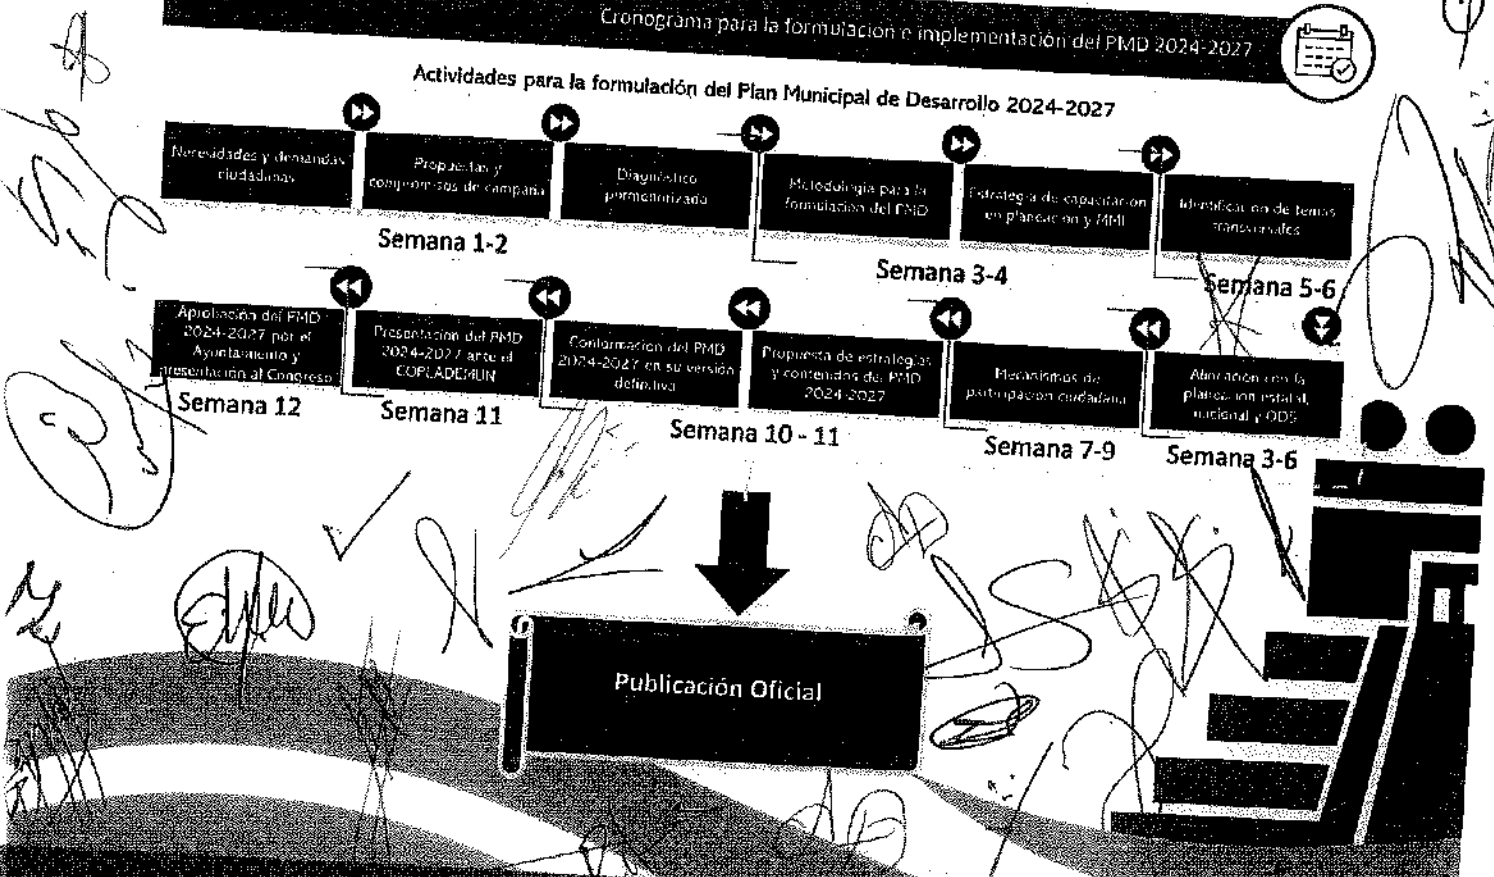 Cronograma para la formulación e implementación del PMD 2024-2027
Actividades para la formulación del Plan Municipal de Desarrollo 2024-2027
Necesidades y demandas
ciudadanas
Propuestas y
compromisos de campaña
Diagnóstico
pormenorizado
Metodología para la
formulación del PMD
Estrategia de capacitación
en planeación y MMI
Identificación de temas
transversales
Semana 1-2
Semana 3-4
Semana 5-6
Aprobación del PMD
2024-2027 por el
Ayuntamiento y
presentación al Congreso
Presentación del PMD
2024-2027 ante el
COPLADEMUN
Conformación del PMD
2024-2027 en su versión
definitiva
Propuesta de estrategias
y contenidos del PMD
2024-2027
Mecanismos de
participación ciudadana
Alineación con la
planeación estatal,
nacional y ODS
Semana 12
Semana 11
Semana 10 - 11
Semana 7-9
Semana 3-6
Publicación Oficial